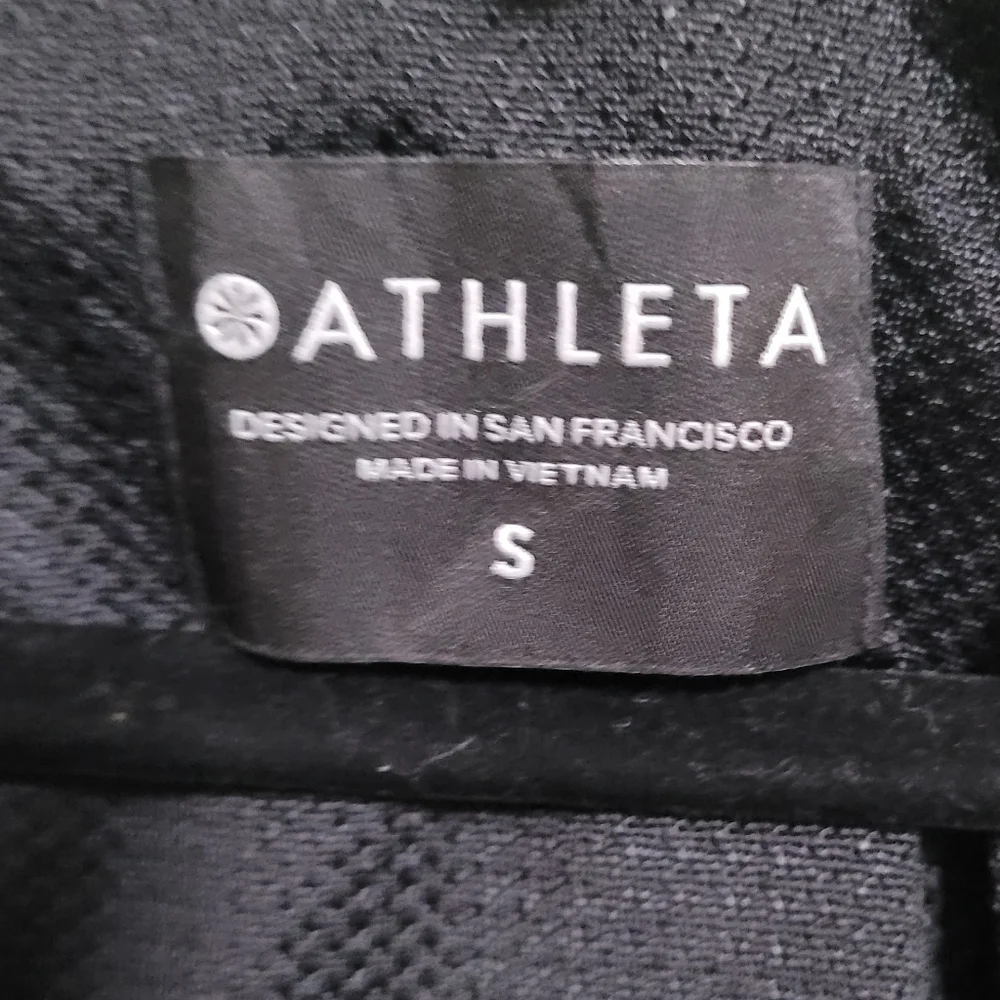 ATHLETA
DESIGNED IN SAN FRANCISCO
MADE IN VIETNAM
S